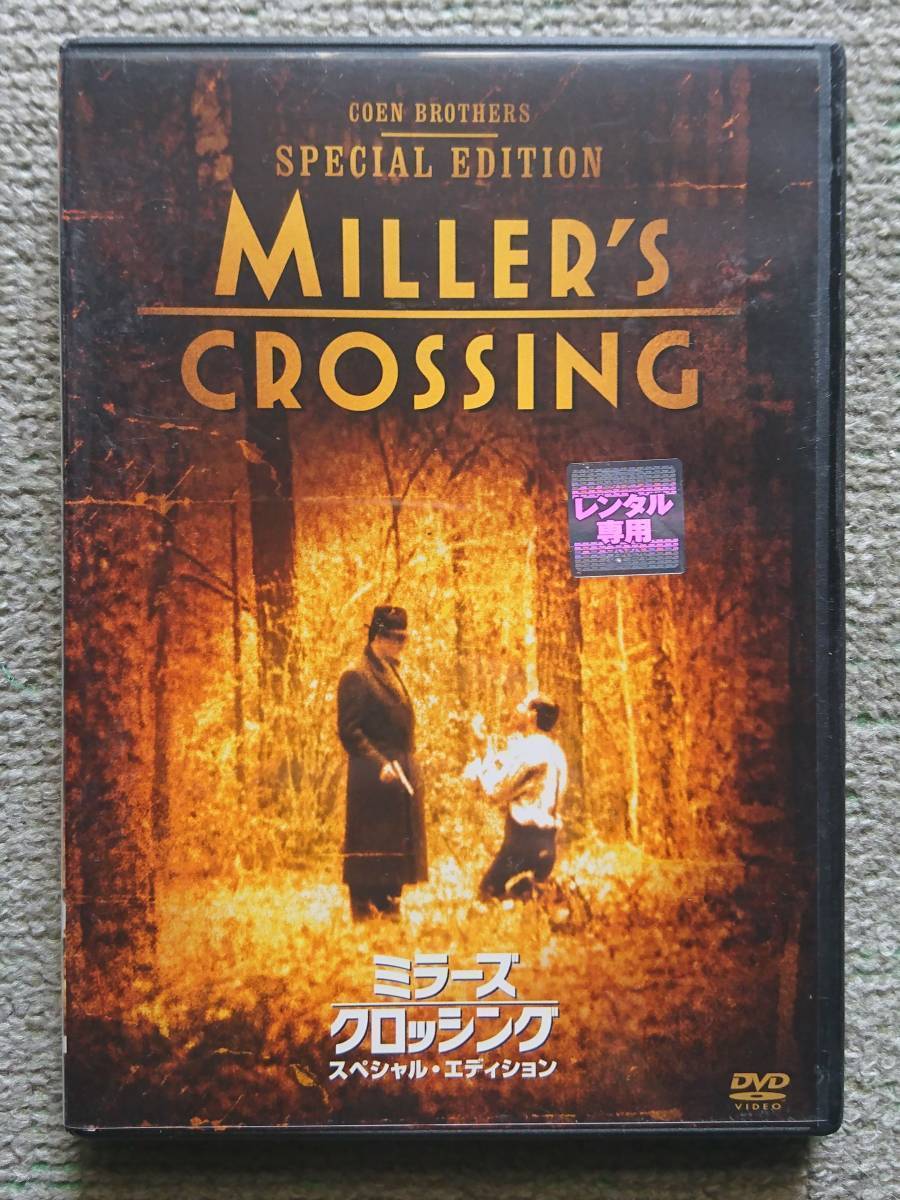 COEN BROTHERS
SPECIAL EDITION
MILLER'S
CROSSING
レンタル
専用
ミラーズ
クロッシング
スペシャル・エディション
DVD
VIDEO